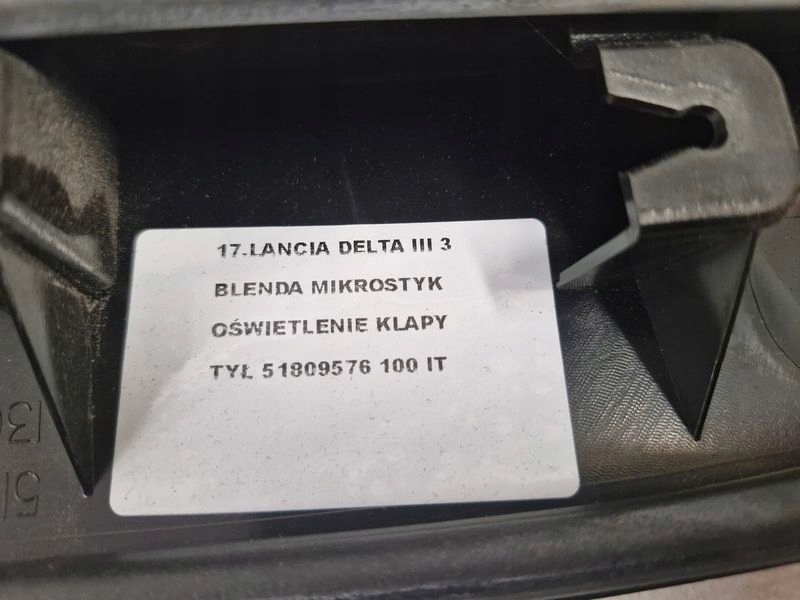 17.LANCIA DELTA III 3
BLENDA MIKROSTYK
OŚWIETLENIE KLAPY
TYŁ 51809576 100 IT